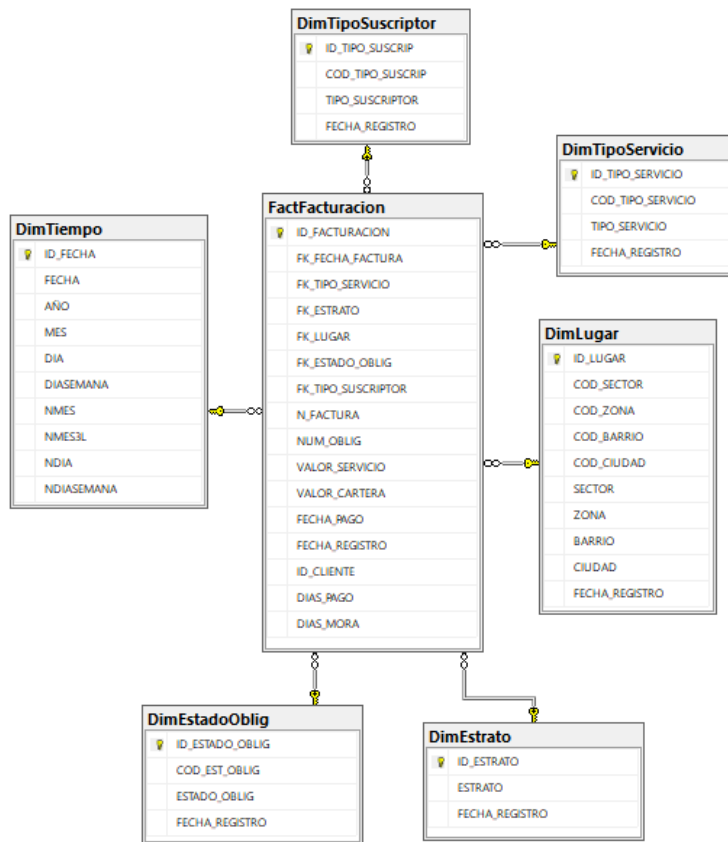 DimTipoSuscriptor
ID_TIPO_SUSCRIP
COD_TIPO_SUSCRIP
TIPO_SUSCRIPTOR
FECHA_REGISTRO
DimTipoServicio
ID_TIPO_SERVICIO
COD_TIPO_SERVICIO
TIPO_SERVICIO
FECHA_REGISTRO
FactFacturacion
ID_FACTURACION
FK_FECHA_FACTURA
FK_TIPO_SERVICIO
FK_ESTRATO
FK_LUGAR
FK_ESTADO_OBLIG
FK_TIPO_SUSCRIPTOR
N_FACTURA
NUM_OBLIG
VALOR_SERVICIO
VALOR_CARTERA
FECHA_PAGO
FECHA_REGISTRO
ID_CLIENTE
DIAS_PAGO
DIAS_MORA
DimTiempo
ID_FECHA
FECHA
AÑO
MES
DIA
DIASEMANA
NMES
NMES3L
NDIA
NDIASEMANA
DimLugar
ID_LUGAR
COD_SECTOR
COD_ZONA
COD_BARRIO
COD_CIUDAD
SECTOR
ZONA
BARRIO
CIUDAD
FECHA_REGISTRO
DimEstadoOblig
ID_ESTADO_OBLIG
COD_EST_OBLIG
ESTADO_OBLIG
FECHA_REGISTRO
DimEstrato
ID_ESTRATO
ESTRATO
FECHA_REGISTRO